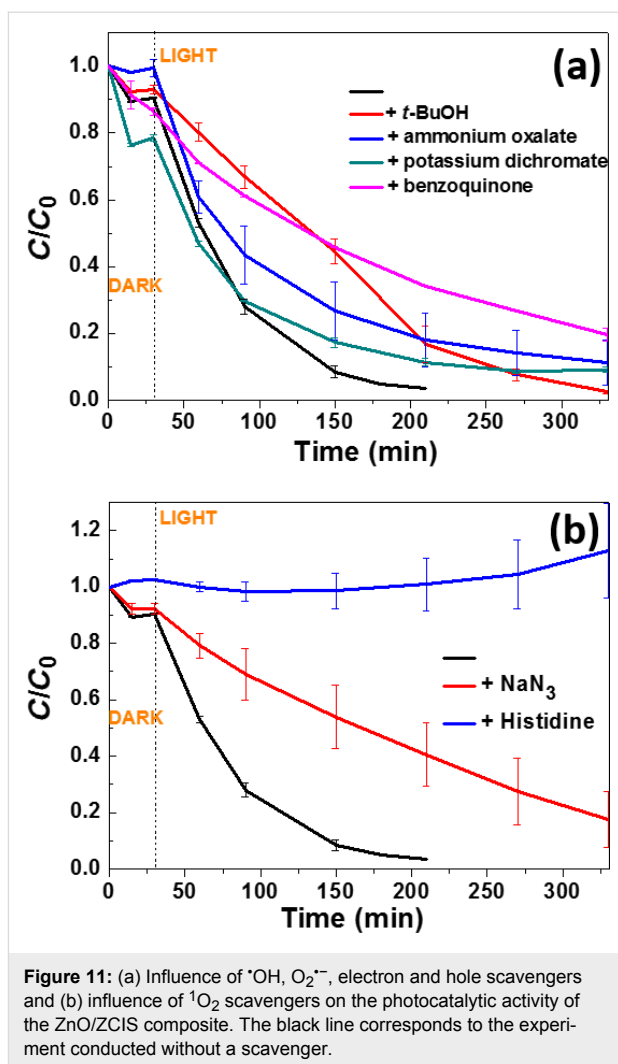 (a)
LIGHT
+ t-BuOH
+ ammonium oxalate
+ potassium dichromate
+ benzoquinone
DARK
C/C0
1.0
0.8
0.6
0.4
0.2
0.0
0 50 100 150 200 250 300
Time (min)
(b)
LIGHT
+ NaN3
+ Histidine
DARK
C/C0
1.2
1.0
0.8
0.6
0.4
0.2
0.0
0 50 100 150 200 250 300
Time (min)
Figure 11: (a) Influence of •OH, O2•−, electron and hole scavengers
and (b) influence of 1O2 scavengers on the photocatalytic activity of
the ZnO/ZCIS composite. The black line corresponds to the experi-
ment conducted without a scavenger.